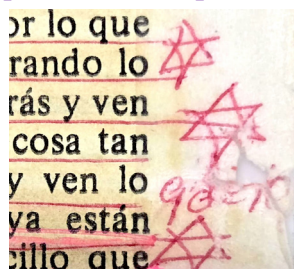 or lo que
rando lo
rás y ven
cosa tan
y ven lo
ya están
cillo que